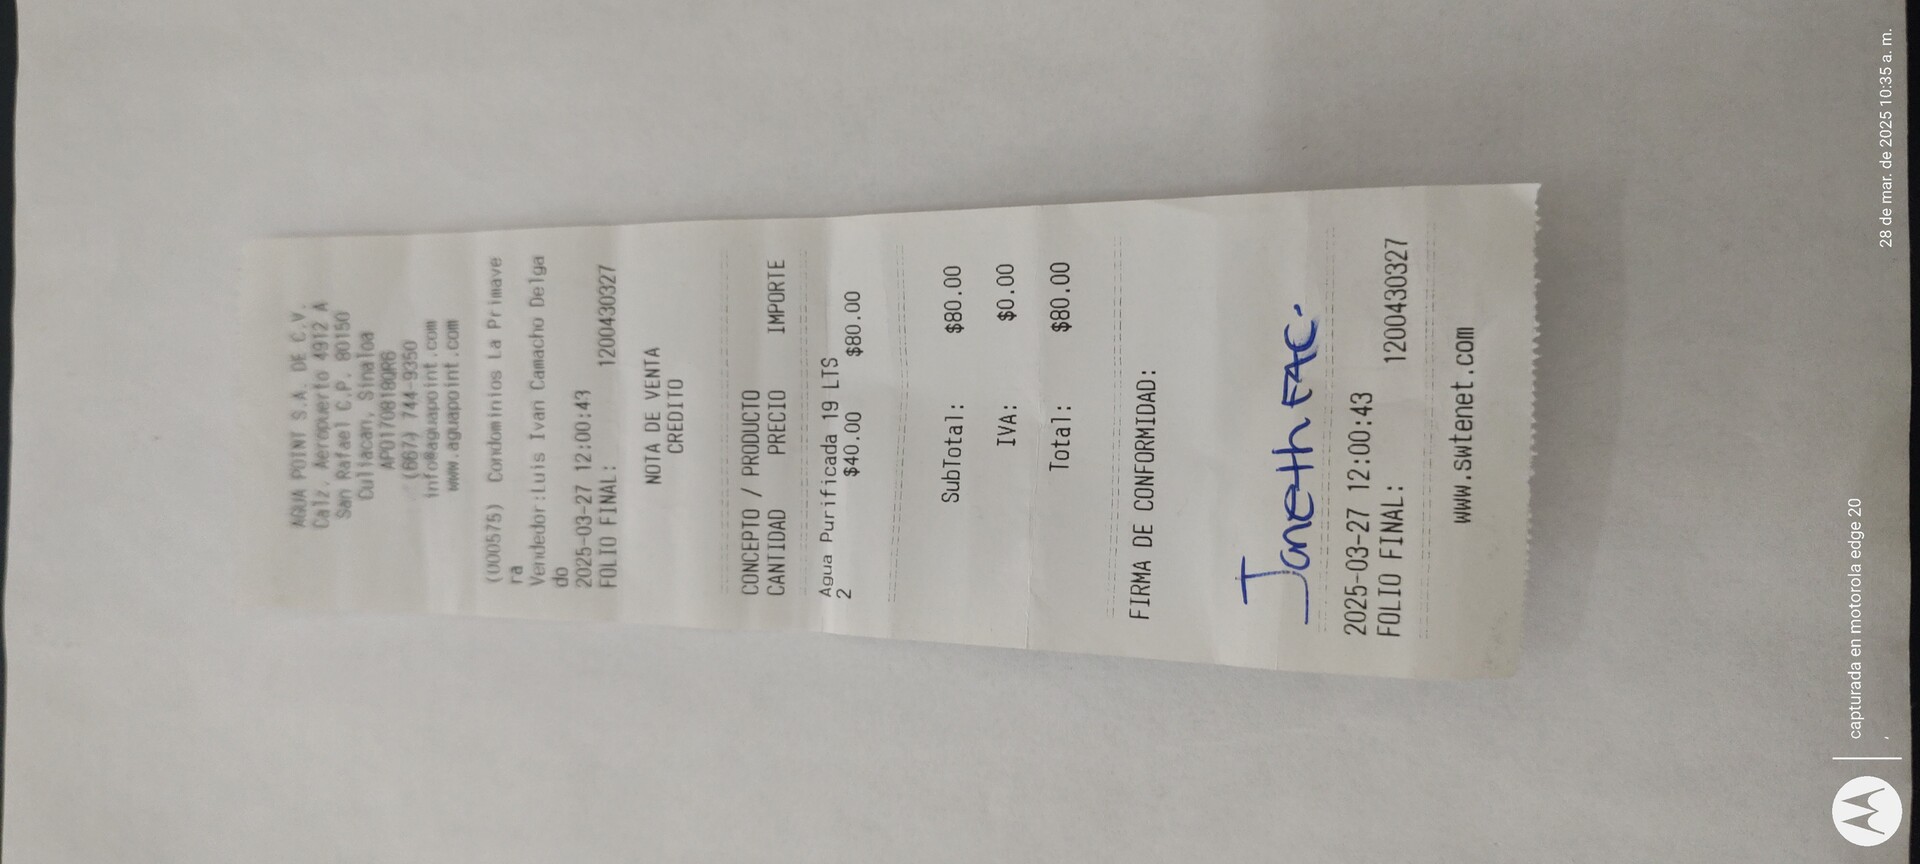 AGUA POINT S.A. DE C.V.
Calz. Aeropuerto 4912 A
San Rafael C.P. 80150
Culiacan, Sinaloa
APO170818QR6
(667) 744-9350
info@aguapoint.com
www.aguapoint.com
(000575) Condominios La Primave
ra
Vendedor:Luis Ivan Camacho Delga
do
2025-03-27 12:00:43
FOLIO FINAL: 1200430327
NOTA DE VENTA
CREDITO
CONCEPTO / PRODUCTO
CANTIDAD PRECIO IMPORTE
Agua Purificada 19 LTS
2 $40.00 $80.00
SubTotal: $80.00
IVA: $0.00
Total: $80.00
FIRMA DE CONFORMIDAD:
Janeth FAC.
2025-03-27 12:00:43
FOLIO FINAL: 1200430327
www.swtenet.com
capturada en motorola edge 20
28 de mar. de 2025 10:35 a. m.